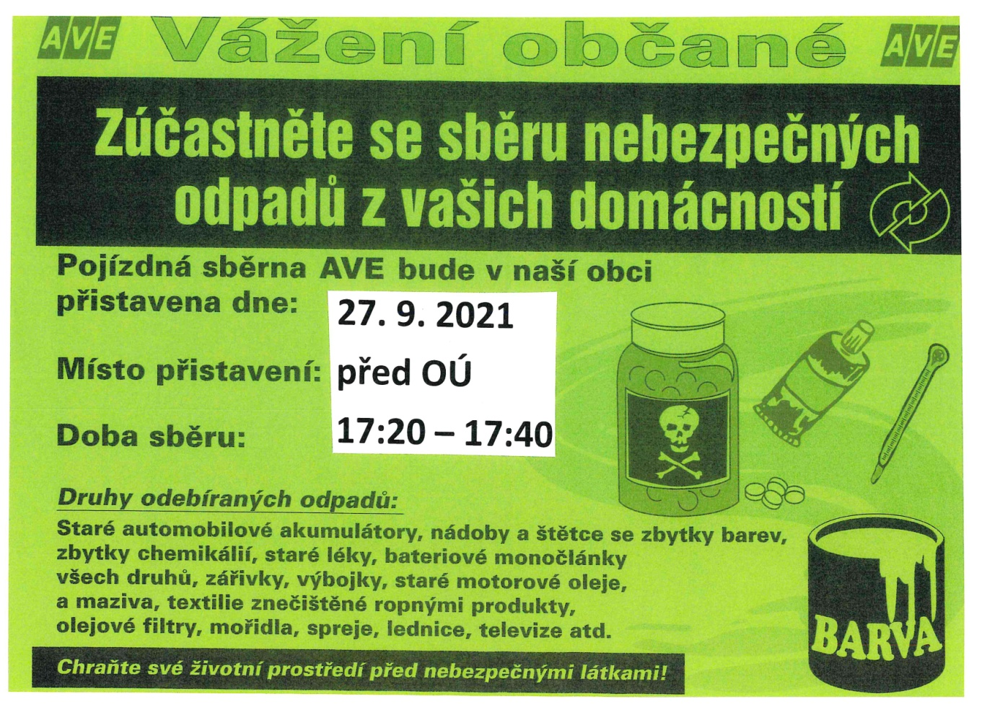 AVE Vážení občané AVE
Zúčastněte se sběru nebezpečných
odpadů z vašich domácností
Pojízdná sběrna AVE bude v naší obci
přistavena dne: 27. 9. 2021
Místo přistavení: před OÚ
Doba sběru: 17:20 – 17:40
Druhy odebíraných odpadů:
Staré automobilové akumulátory, nádoby a štětce se zbytky barev,
zbytky chemikálií, staré léky, bateriové monočlánky
všech druhů, zářivky, výbojky, staré motorové oleje,
a maziva, textilie znečištěné ropnými produkty,
olejové filtry, mořidla, spreje, lednice, televize atd.
BARVA
Chraňte své životní prostředí před nebezpečnými látkami!